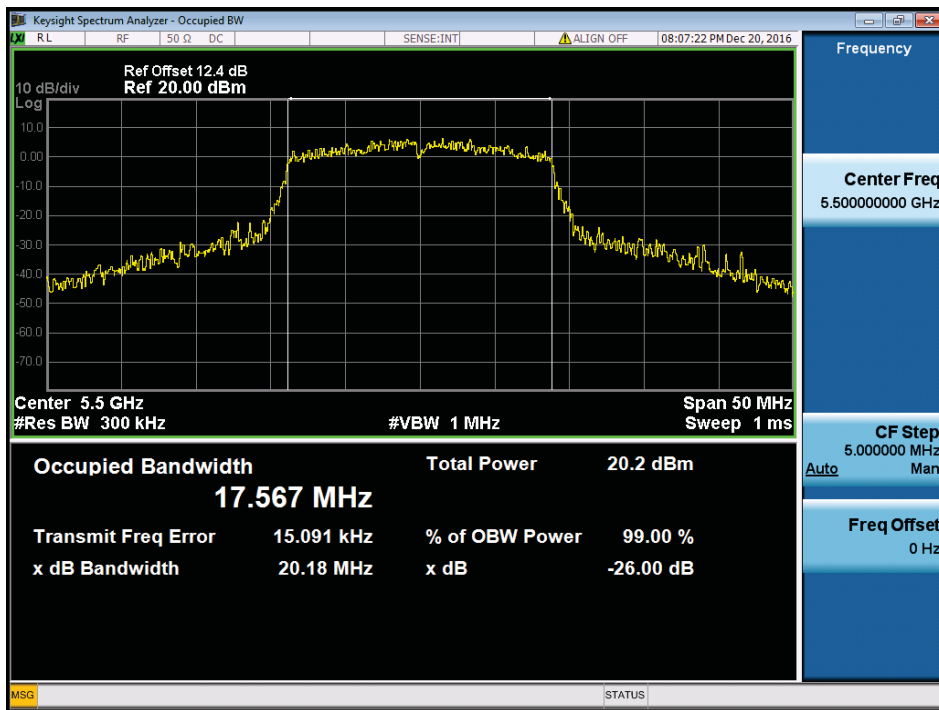 Keysight Spectrum Analyzer - Occupied BW
LXI RL RF 50 Ω DC SENSE:INT ALIGN OFF 08:07:22 PM Dec 20, 2016
Frequency
Ref Offset 12.4 dB
10 dB/div Ref 20.00 dBm
Log
10.0
0.00
-10.0
-20.0
-30.0
-40.0
-50.0
-60.0
-70.0
Center Freq
5.500000000 GHz
Center 5.5 GHz Span 50 MHz
#Res BW 300 kHz #VBW 1 MHz Sweep 1 ms
CF Step
5.000000 MHz
Auto Man
Occupied Bandwidth Total Power 20.2 dBm
17.567 MHz
Transmit Freq Error 15.091 kHz % of OBW Power 99.00 %
x dB Bandwidth 20.18 MHz x dB -26.00 dB
Freq Offset
0 Hz
MSG STATUS